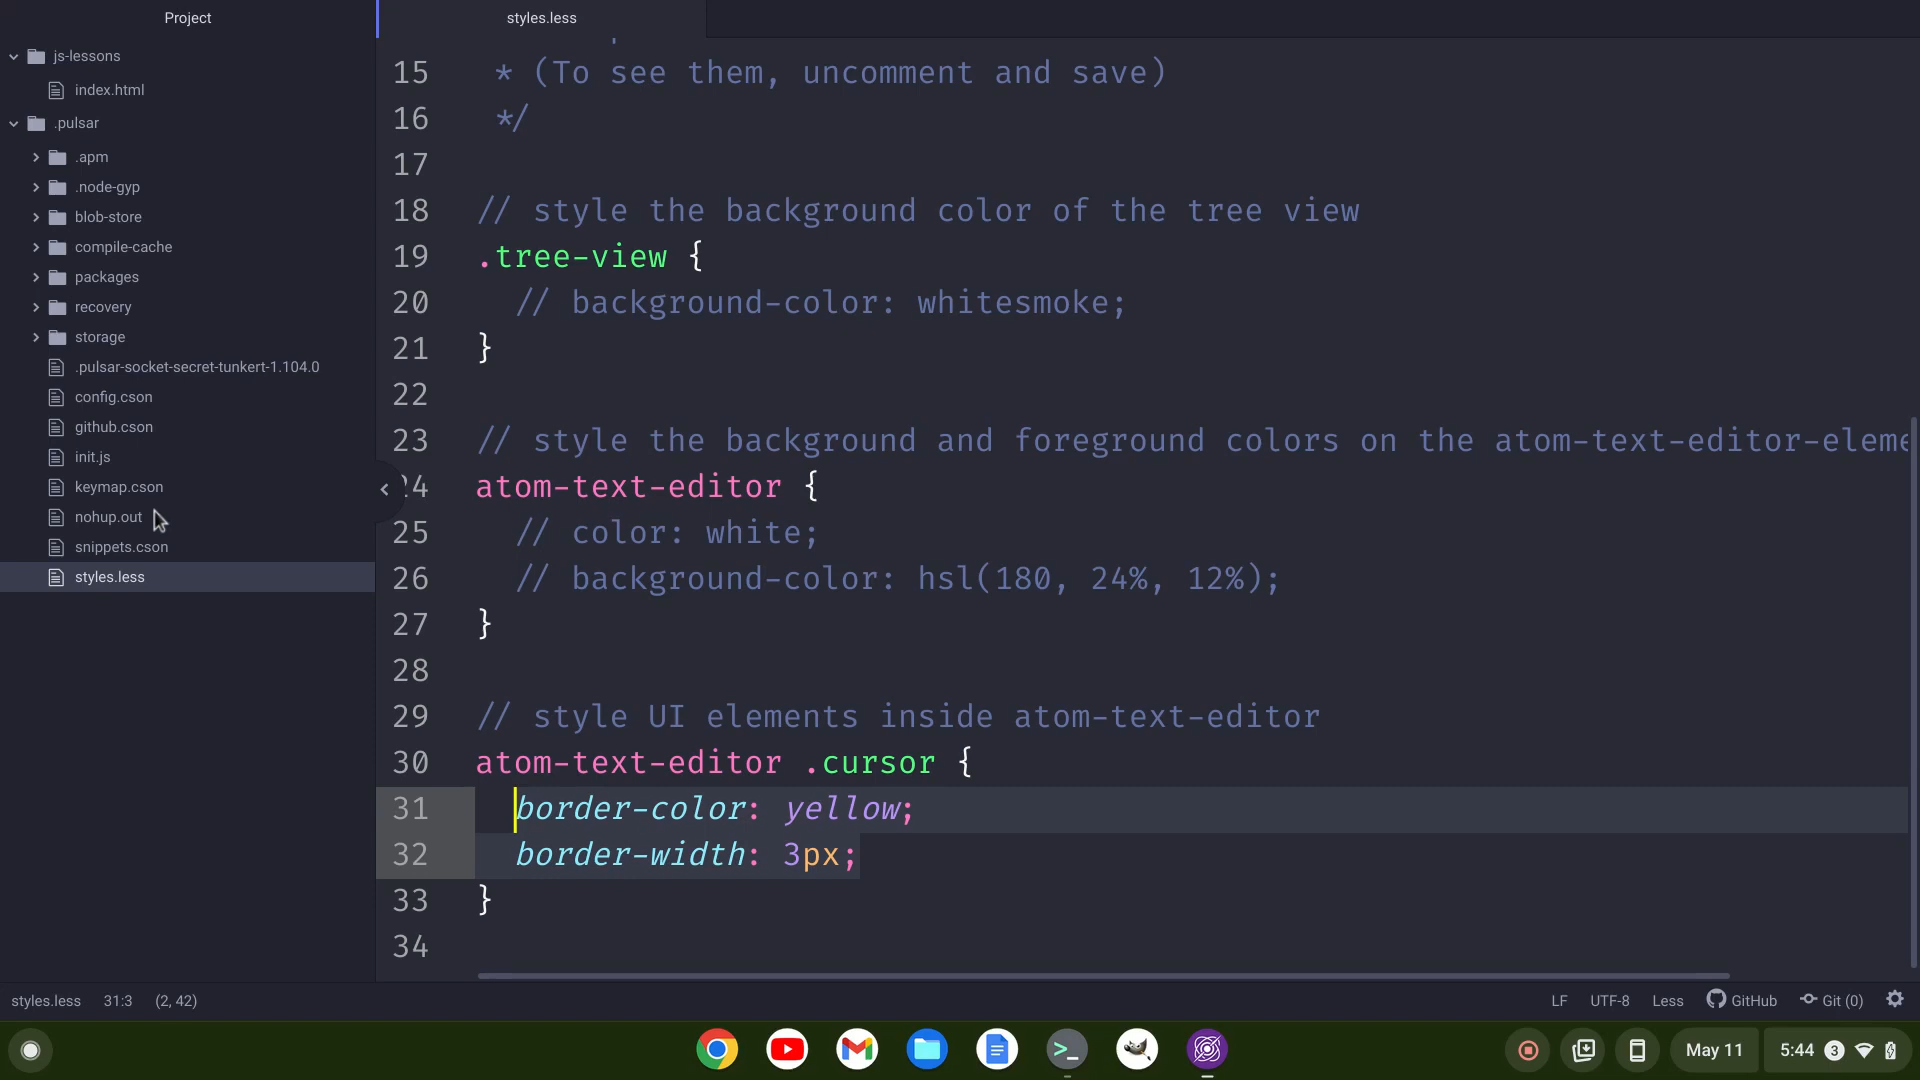 Project
styles.less
js-lessons
index.html
.pulsar
.apm
.node-gyp
blob-store
compile-cache
packages
recovery
storage
.pulsar-socket-secret-tunkert-1.104.0
config.cson
github.cson
init.js
keymap.cson
nohup.out
snippets.cson
styles.less
15 * (To see them, uncomment and save)
16 */
17
18 // style the background color of the tree view
19 .tree-view {
20 // background-color: whitesmoke;
21 }
22
23 // style the background and foreground colors on the atom-text-editor-eleme
24 atom-text-editor {
25 // color: white;
26 // background-color: hsl(180, 24%, 12%);
27 }
28
29 // style UI elements inside atom-text-editor
30 atom-text-editor .cursor {
31 border-color: yellow;
32 border-width: 3px;
33 }
34
styles.less 31:3 (2, 42) LF UTF-8 Less GitHub Git (0)
May 11 5:44 3